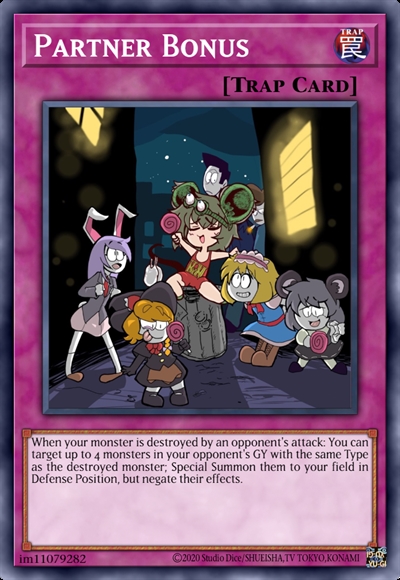 Partner Bonus
TRAP
罠
[Trap Card]
When your monster is destroyed by an opponent's attack: You can
target up to 4 monsters in your opponent's GY with the same Type
as the destroyed monster; Special Summon them to your field in
Defense Position, but negate their effects.
im11079282
©2020 Studio Dice/SHUEISHA,TV TOKYO,KONAMI